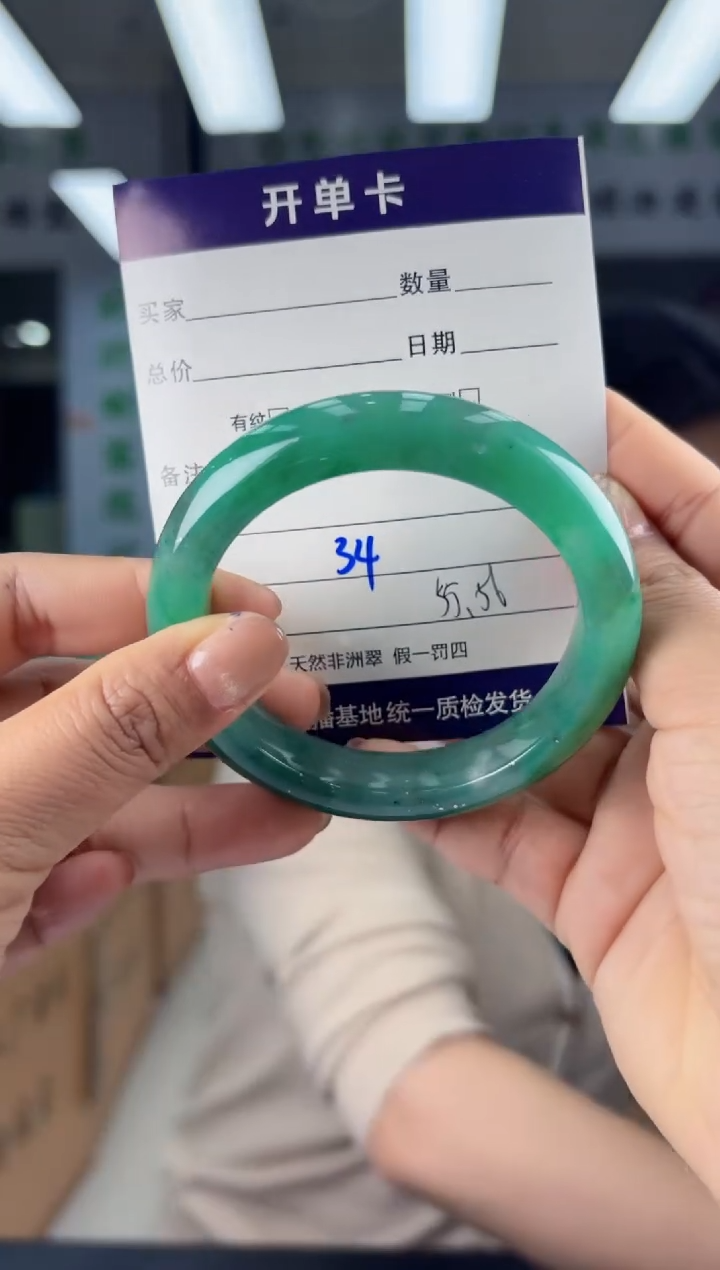 开单卡
买家 数量
总价 日期
有纹
备注
34
55.56
天然非洲翠 假一罚四
播基地统一质检发货